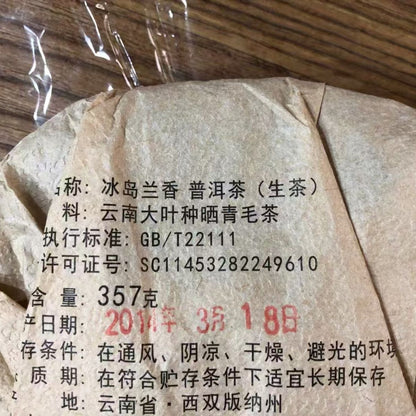 名称: 冰岛兰香 普洱茶（生茶）
料: 云南大叶种晒青毛茶
执行标准: GB/T22111
许可证号: SC11453282249610
含 量: 357克
产日期: 2014年 3月 18日
存条件: 在通风、阴凉、干燥、避光的环境
质 期: 在符合贮存条件下适宜长期保存
地: 云南省·西双版纳州